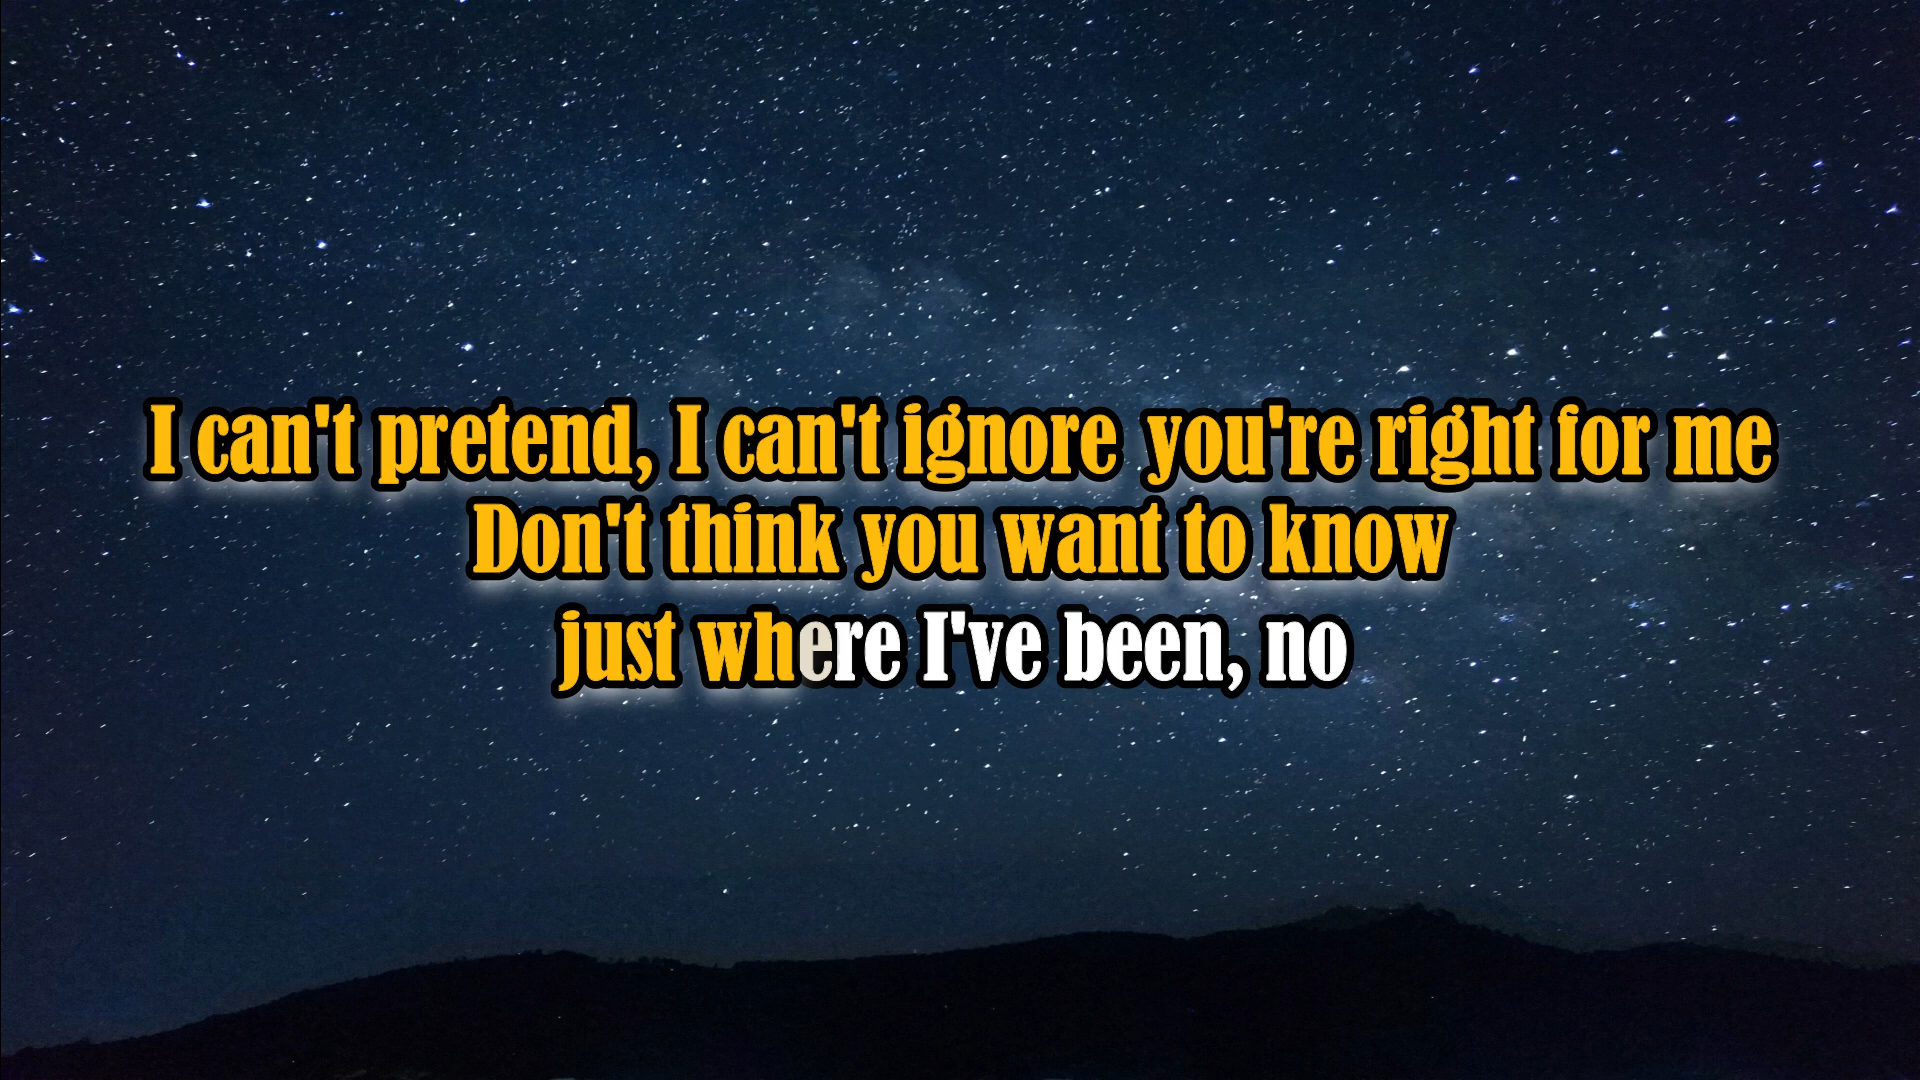 I can't pretend, I can't ignore you're right for me
Don't think you want to know
just where I've been, no